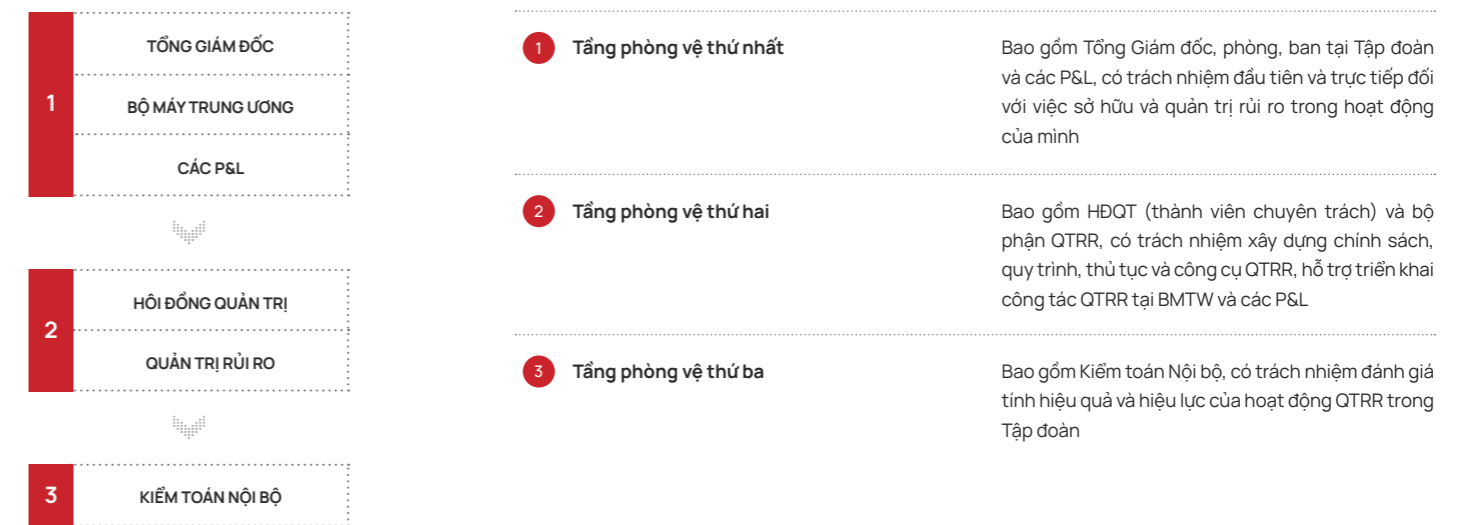 1
TỔNG GIÁM ĐỐC
BỘ MÁY TRUNG ƯƠNG
CÁC P&L
2
HÔI ĐỒNG QUẢN TRỊ
QUẢN TRỊ RỦI RO
3
KIỂM TOÁN NỘI BỘ
1 Tầng phòng vệ thứ nhất
Bao gồm Tổng Giám đốc, phòng, ban tại Tập đoàn
và các P&L, có trách nhiệm đầu tiên và trực tiếp đối
với việc sở hữu và quản trị rủi ro trong hoạt động
của mình
2 Tầng phòng vệ thứ hai
Bao gồm HĐQT (thành viên chuyên trách) và bộ
phận QTRR, có trách nhiệm xây dựng chính sách,
quy trình, thủ tục và công cụ QTRR, hỗ trợ triển khai
công tác QTRR tại BMTW và các P&L
3 Tầng phòng vệ thứ ba
Bao gồm Kiểm toán Nội bộ, có trách nhiệm đánh giá
tính hiệu quả và hiệu lực của hoạt động QTRR trong
Tập đoàn